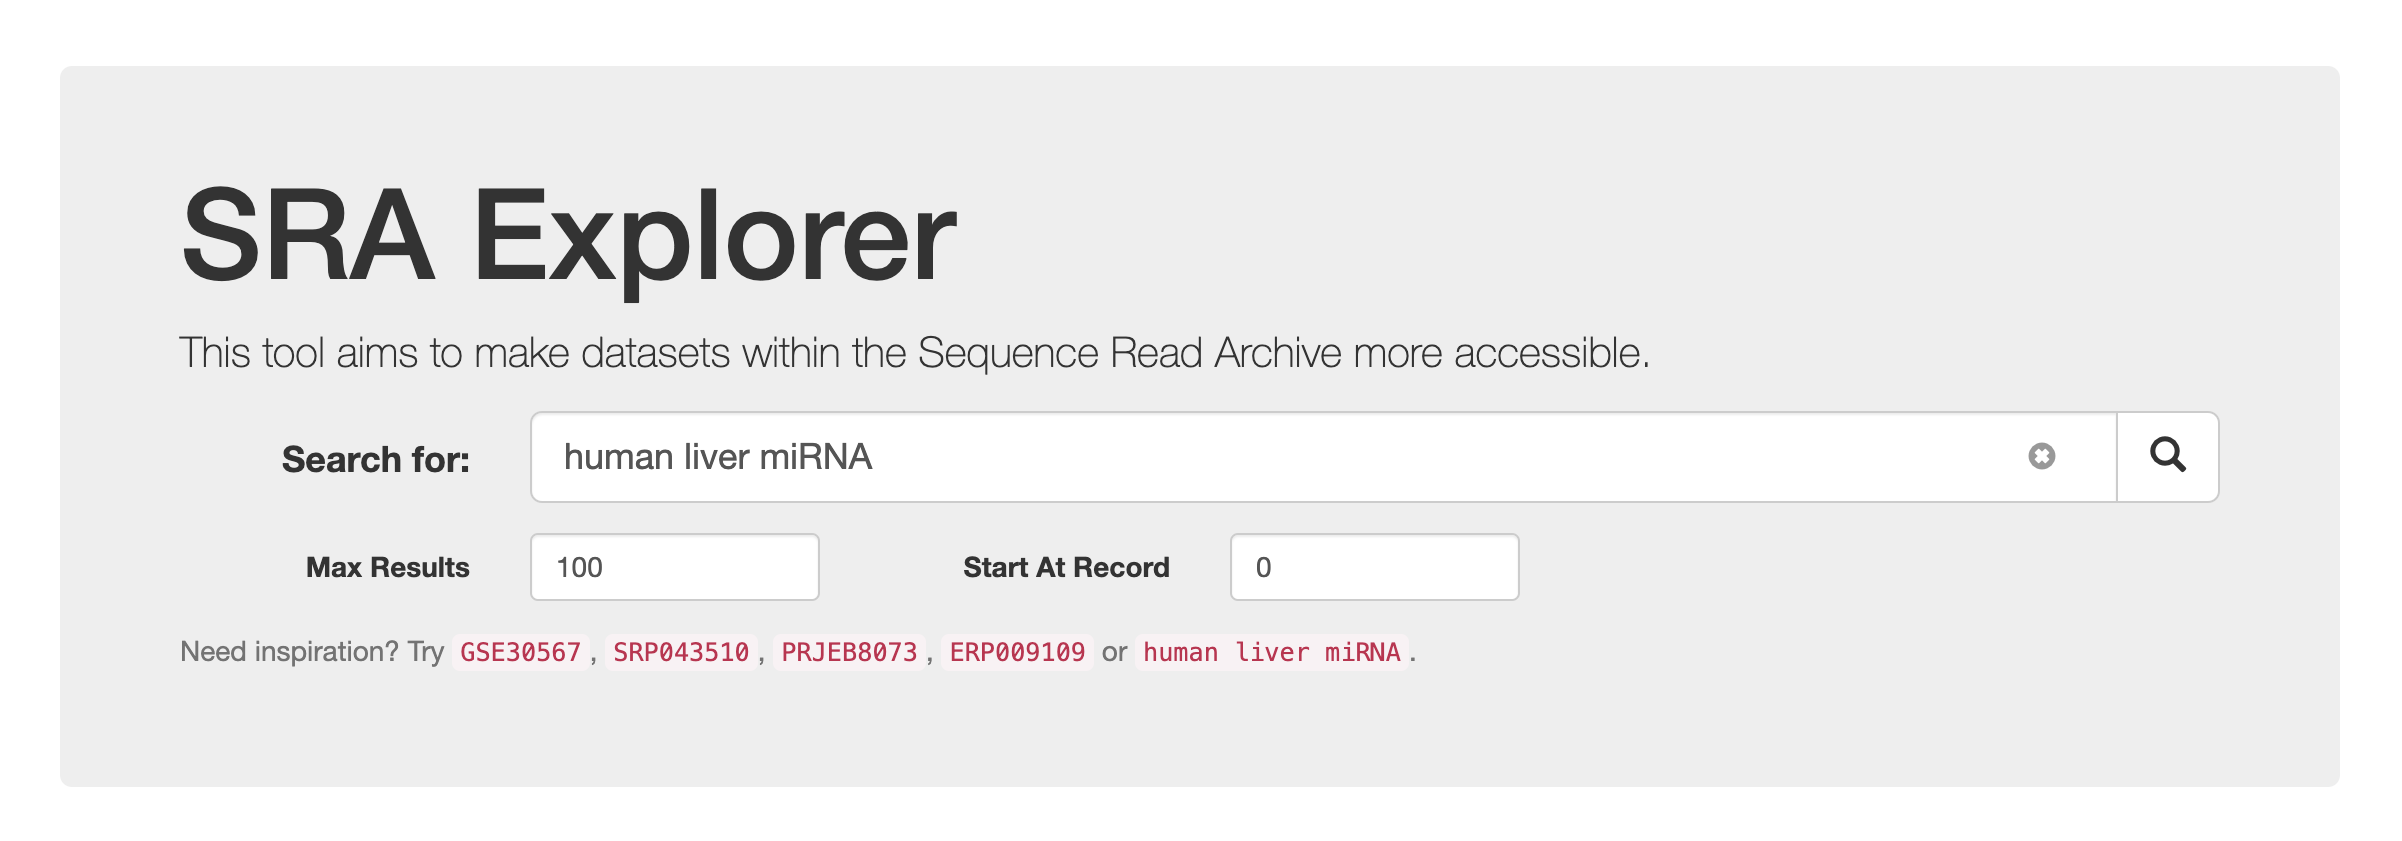 SRA Explorer
This tool aims to make datasets within the Sequence Read Archive more accessible.
Search for: human liver miRNA
Max Results 100 Start At Record 0
Need inspiration? Try GSE30567, SRP043510, PRJEB8073, ERP009109 or human liver miRNA.